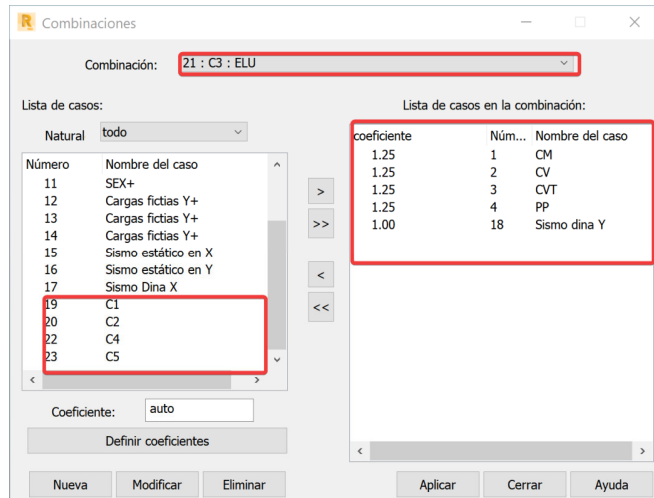 R Combinaciones
Combinación: 21 : C3 : ELU
Lista de casos:
Lista de casos en la combinación:
Natural todo
Número Nombre del caso
11 SEX+
12 Cargas fictias Y+
13 Cargas fictias Y+
14 Cargas fictias Y+
15 Sismo estático en X
16 Sismo estático en Y
17 Sismo Dina X
19 C1
20 C2
22 C4
23 C5
>
>>
<
<<
coeficiente Núm... Nombre del caso
1.25 1 CM
1.25 2 CV
1.25 3 CVT
1.25 4 PP
1.00 18 Sismo dina Y
Coeficiente: auto
Definir coeficientes
Nueva Modificar Eliminar
Aplicar Cerrar Ayuda